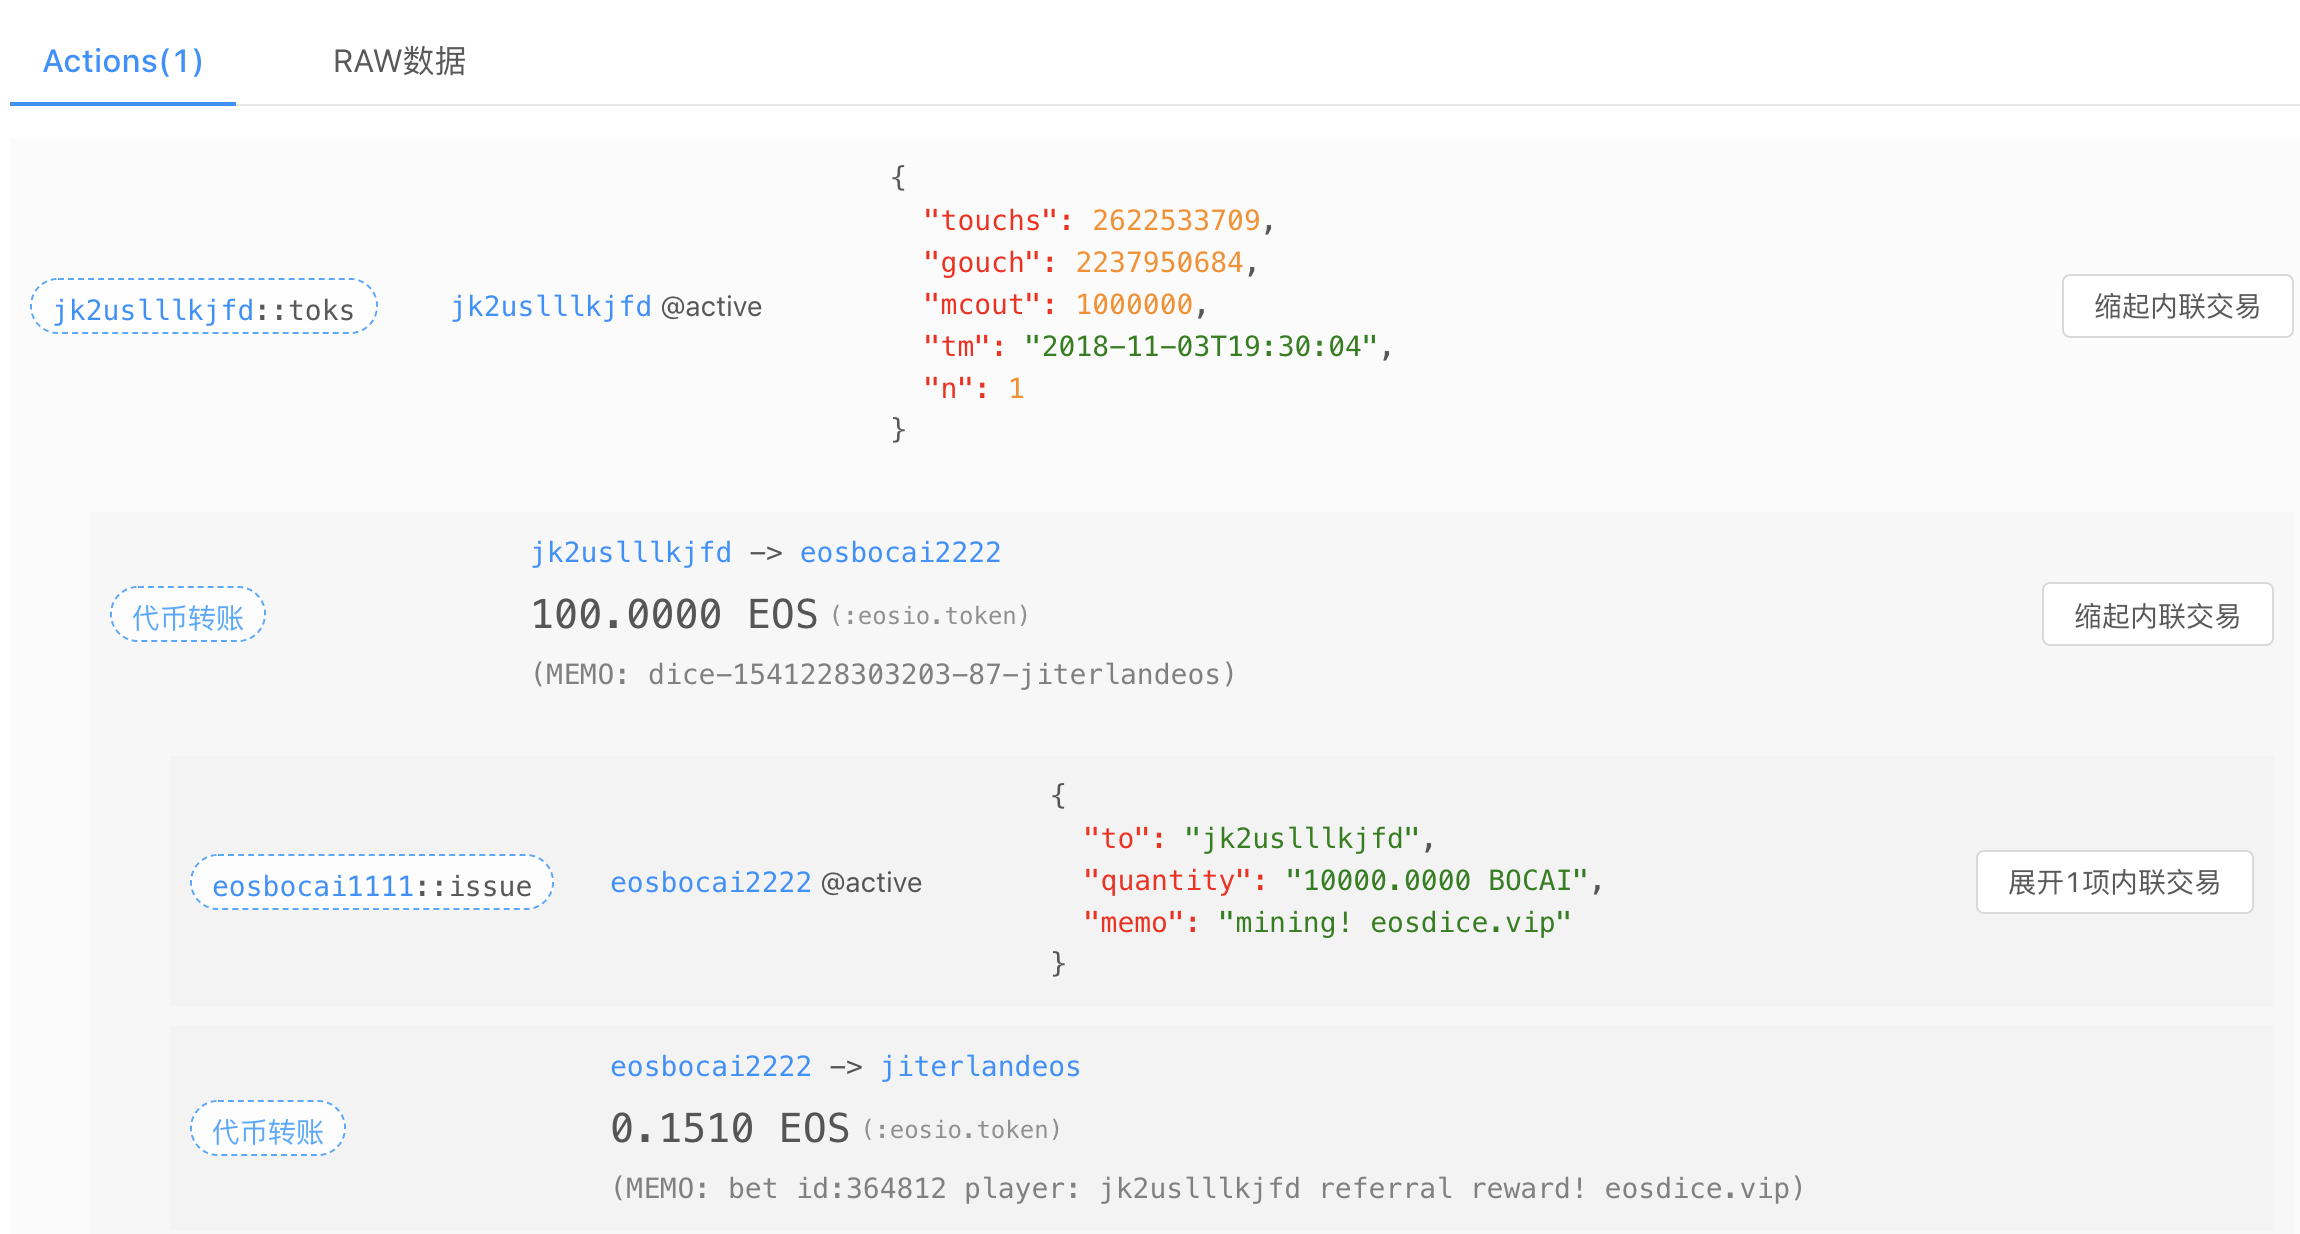 Actions(1) RAW数据
{
"touchs": 2622533709,
"gouch": 2237950684,
"mcout": 1000000,
"tm": "2018-11-03T19:30:04",
"n": 1
}
jk2uslllkjfd::toks jk2uslllkjfd @active 缩起内联交易
jk2uslllkjfd -> eosbocai2222
代币转账 100.0000 EOS (:eosio.token) 缩起内联交易
(MEMO: dice-1541228303203-87-jiterlandeos)
{
"to": "jk2uslllkjfd",
"quantity": "10000.0000 BOCAI",
"memo": "mining! eosdice.vip"
}
eosbocai1111::issue eosbocai2222 @active 展开1项内联交易
eosbocai2222 -> jiterlandeos
代币转账 0.1510 EOS (:eosio.token)
(MEMO: bet id:364812 player: jk2uslllkjfd referral reward! eosdice.vip)